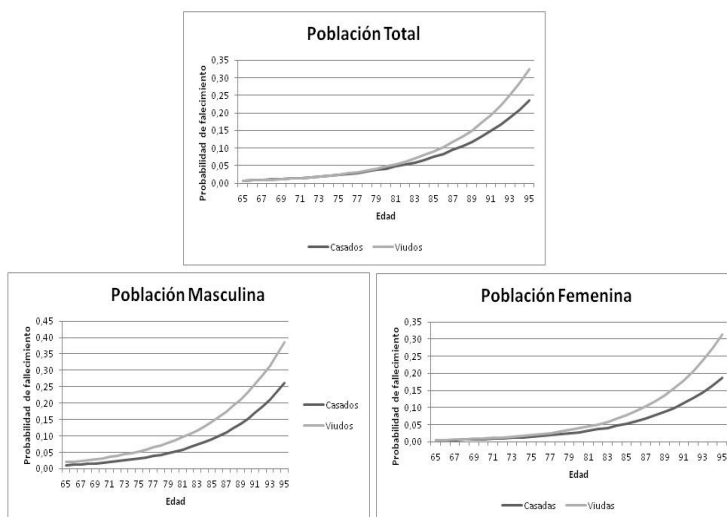 Población Total
Probabilidad de falecimiento
0,35
0,30
0,25
0,20
0,15
0,10
0,05
0,00
65 67 69 71 73 75 77 79 81 83 85 87 89 91 93 95
Edad
Casados Viudos
Población Masculina
Probabilidad de fallecimiento
0,45
0,40
0,35
0,30
0,25
0,20
0,15
0,10
0,05
0,00
65 67 69 71 73 75 77 79 81 83 85 87 89 91 93 95
Edad
Casados
Viudos
Población Femenina
Probabilidad de fallecimiento
0,35
0,30
0,25
0,20
0,15
0,10
0,05
0,00
65 67 69 71 73 75 77 79 81 83 85 87 89 91 93 95
Edad
Casadas Viudas